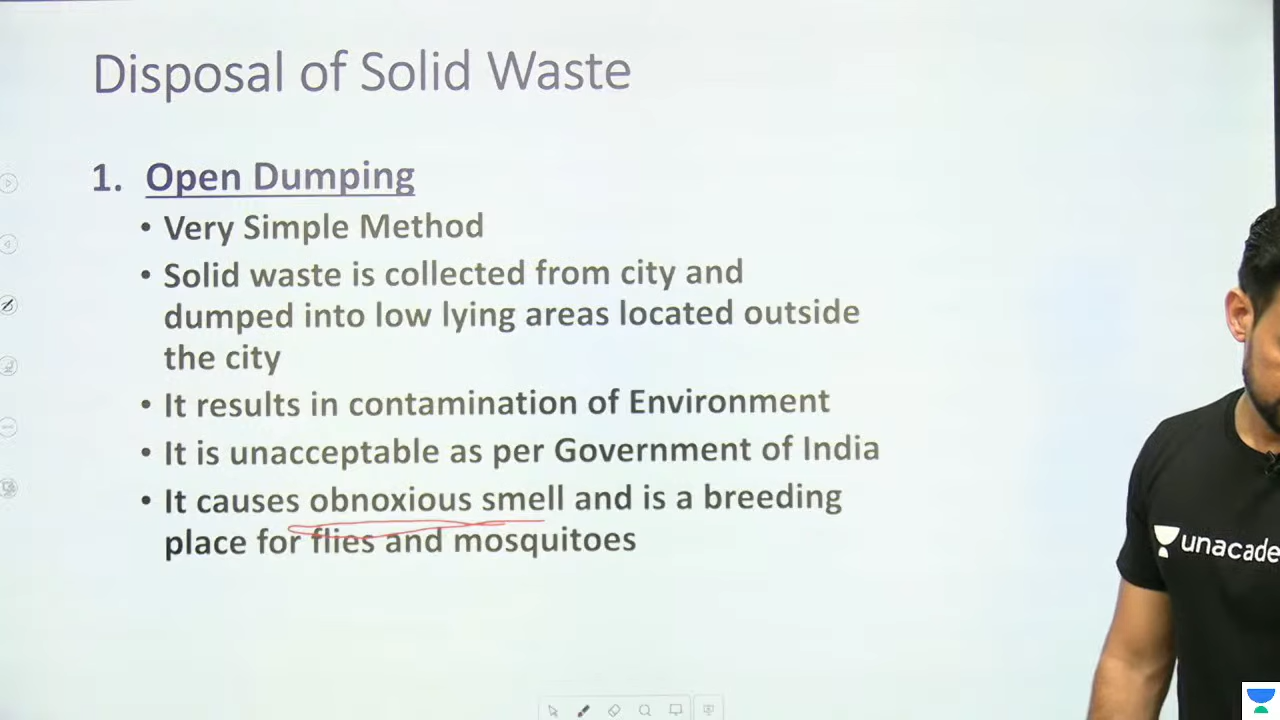 Disposal of Solid Waste
1. Open Dumping
• Very Simple Method
• Solid waste is collected from city and
dumped into low lying areas located outside
the city
• It results in contamination of Environment
• It is unacceptable as per Government of India
• It causes obnoxious smell and is a breeding
place for flies and mosquitoes
unacade